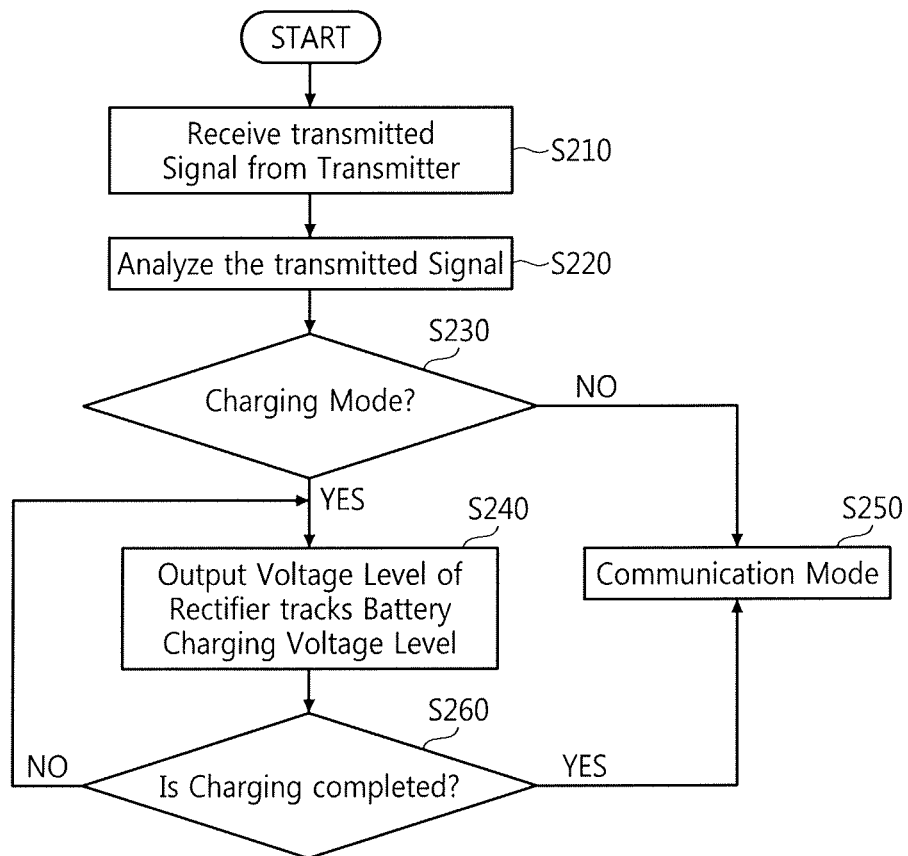 START
Receive transmitted
Signal from Transmitter
S210
Analyze the transmitted Signal
S220
S230
Charging Mode?
NO
YES
S240
Output Voltage Level of
Rectifier tracks Battery
Charging Voltage Level
S250
Communication Mode
S260
NO
Is Charging completed?
YES